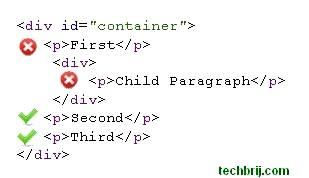 <div id="container">
<p>First</p>
<div>
<p>Child Paragraph</p>
</div>
<p>Second</p>
<p>Third</p>
</div>
techbrij.com